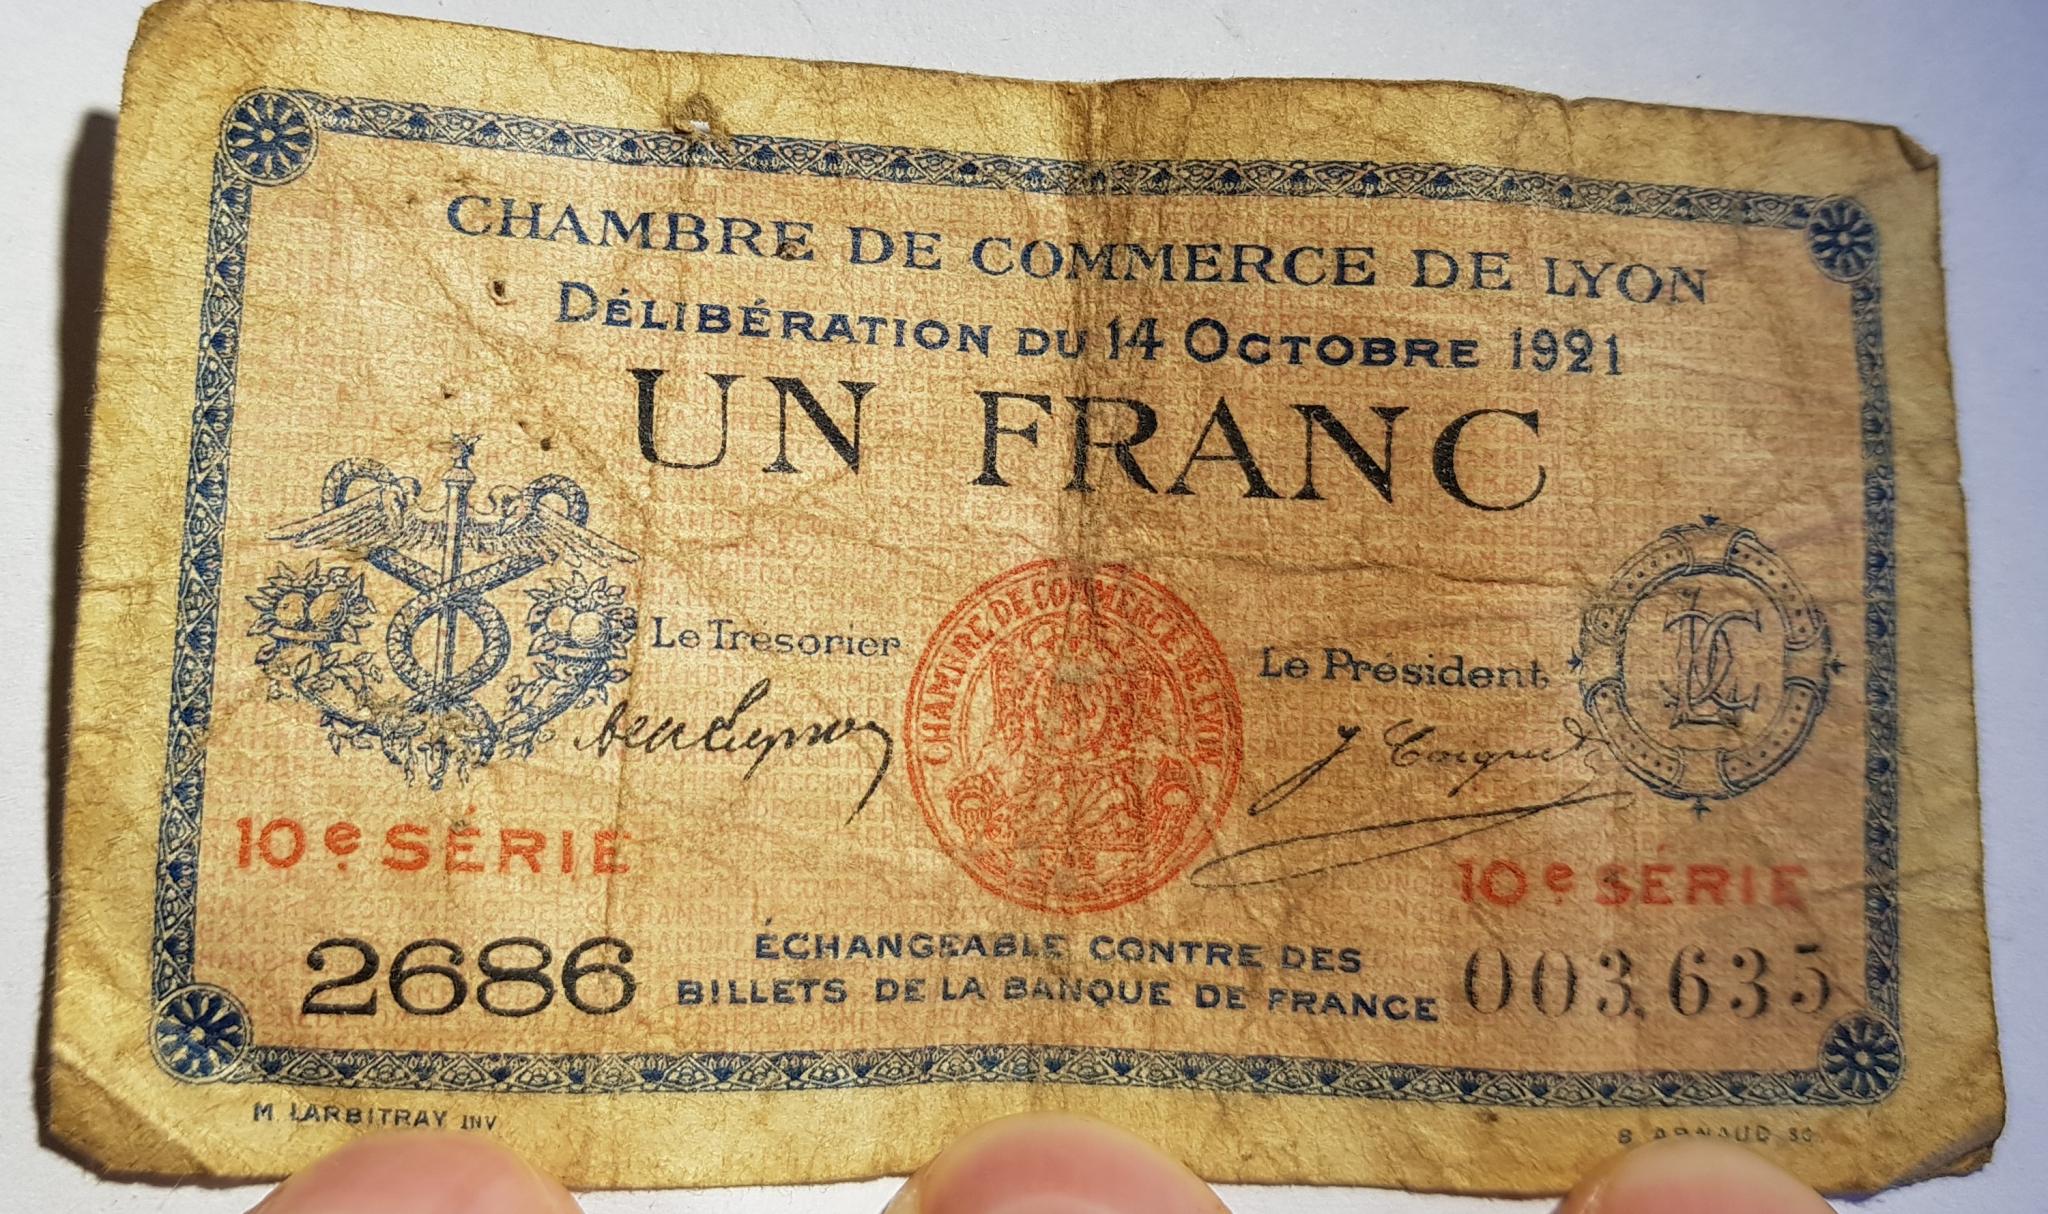 CHAMBRE DE COMMERCE DE LYON
DÉLIBÉRATION DU 14 OCTOBRE 1921
UN FRANC
Le Trésorier
Le Président
CHAMBRE DE COMMERCE DE LYON
10e SÉRIE
10e SÉRIE
2686
ÉCHANGEABLE CONTRE DES
BILLETS DE LA BANQUE DE FRANCE
003,635
M LARBITRAY INV
B ARNAUD SC